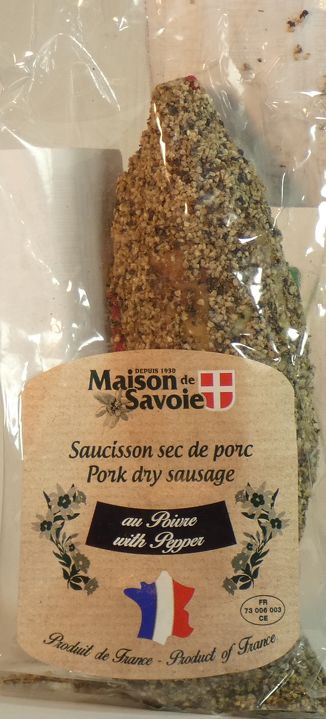 DEPUIS 1930
Maison de
Savoie
Saucisson sec de porc
Pork dry sausage
au Poivre
with Pepper
FR
73 006 003
CE
Produit de France - Product of France